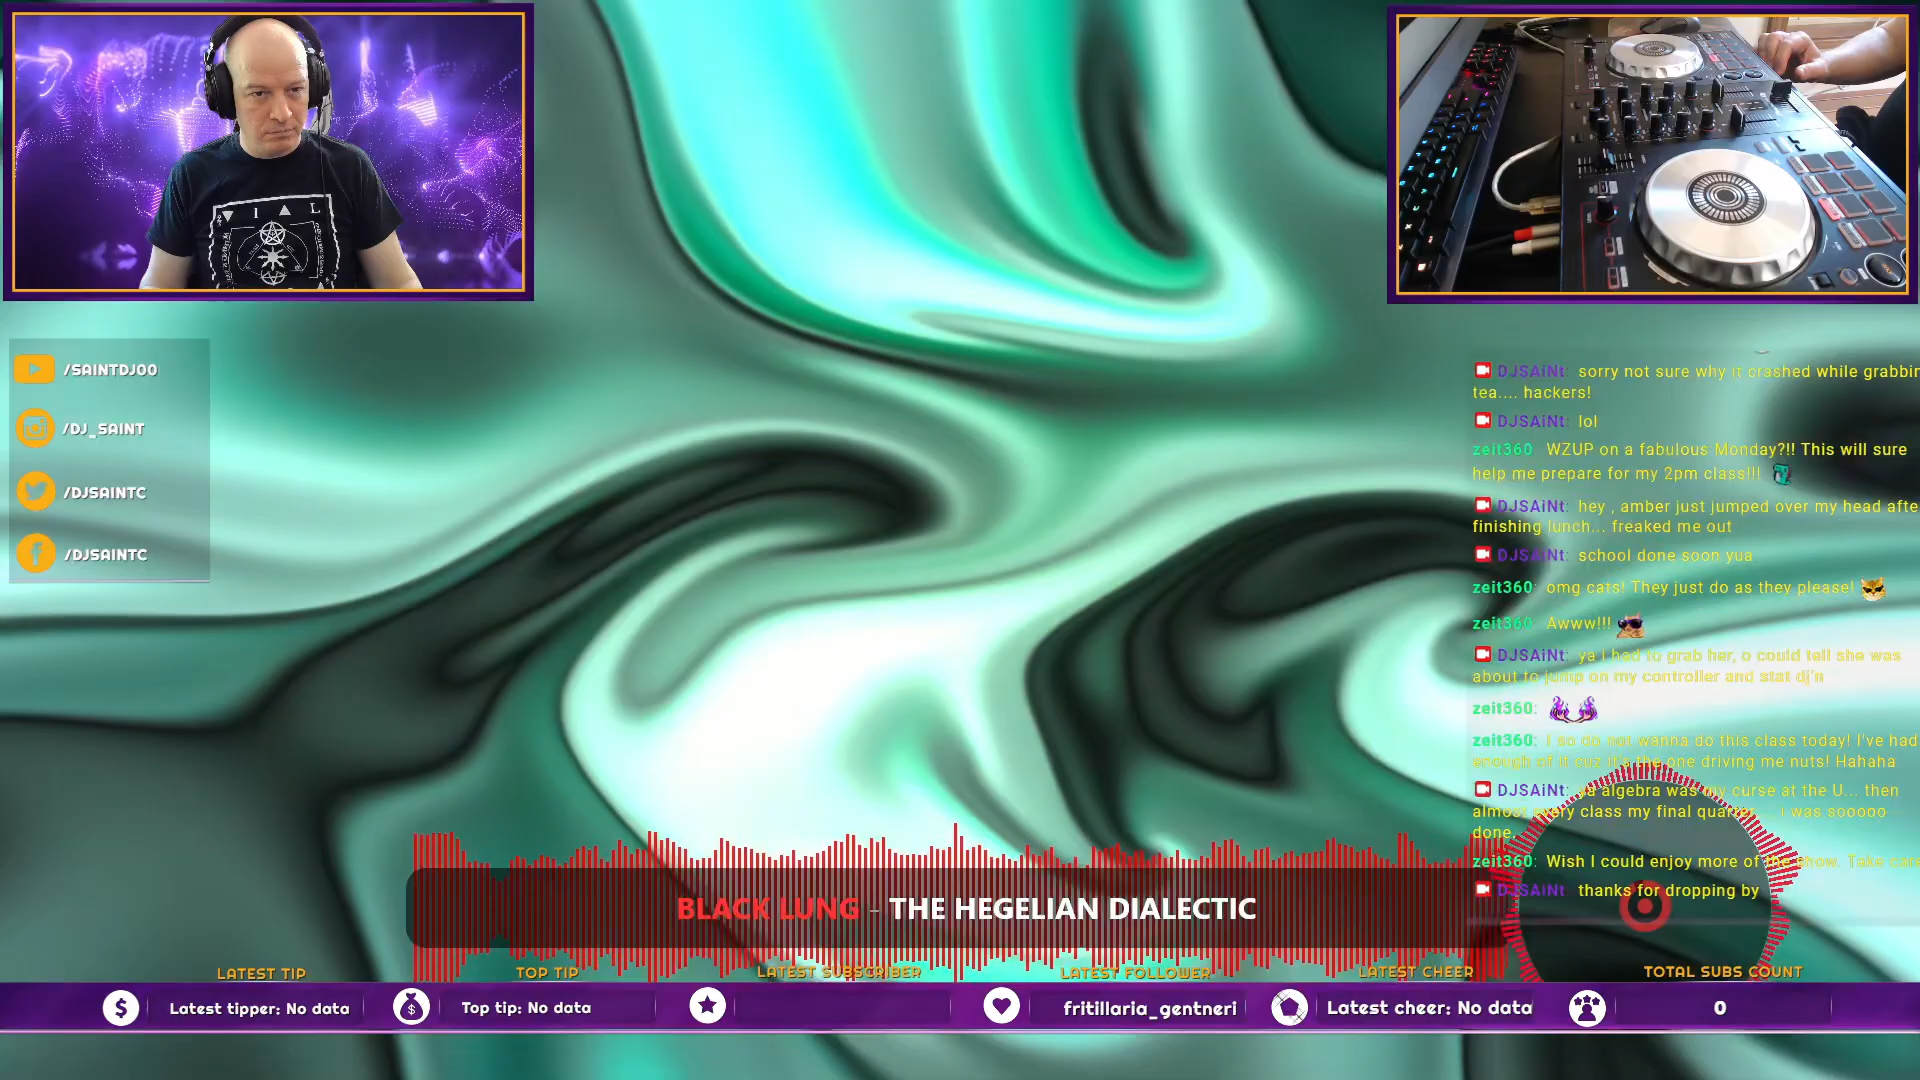 V I A L
/SAINTDJ00
/DJ_SAINT
/DJSAINTC
/DJSAINTC
DJSAiNt: sorry not sure why it crashed while grabbin
tea.... hackers!
DJSAiNt: lol
zeit360: WZUP on a fabulous Monday?!! This will sure
help me prepare for my 2pm class!!!
DJSAiNt: hey , amber just jumped over my head afte
finishing lunch... freaked me out
DJSAiNt: school done soon yua
zeit360: omg cats! They just do as they please!
zeit360: Awww!!!
DJSAiNt: ya i had to grab her, o could tell she was
about to jump on my controller and stat dj'n
zeit360:
zeit360: I so do not wanna do this class today! I've had
enough of it cuz it's the one driving me nuts! Hahaha
DJSAiNt: ya algebra was my curse at the U... then
almost every class my final quarter... i was sooooo
done.
zeit360: Wish I could enjoy more of the show. Take care
DJSAiNt: thanks for dropping by
BLACK LUNG - THE HEGELIAN DIALECTIC
LATEST TIP TOP TIP LATEST SUBSCRIBER LATEST FOLLOWER LATEST CHEER TOTAL SUBS COUNT
Latest tipper: No data Top tip: No data fritillaria_gentneri Latest cheer: No data 0